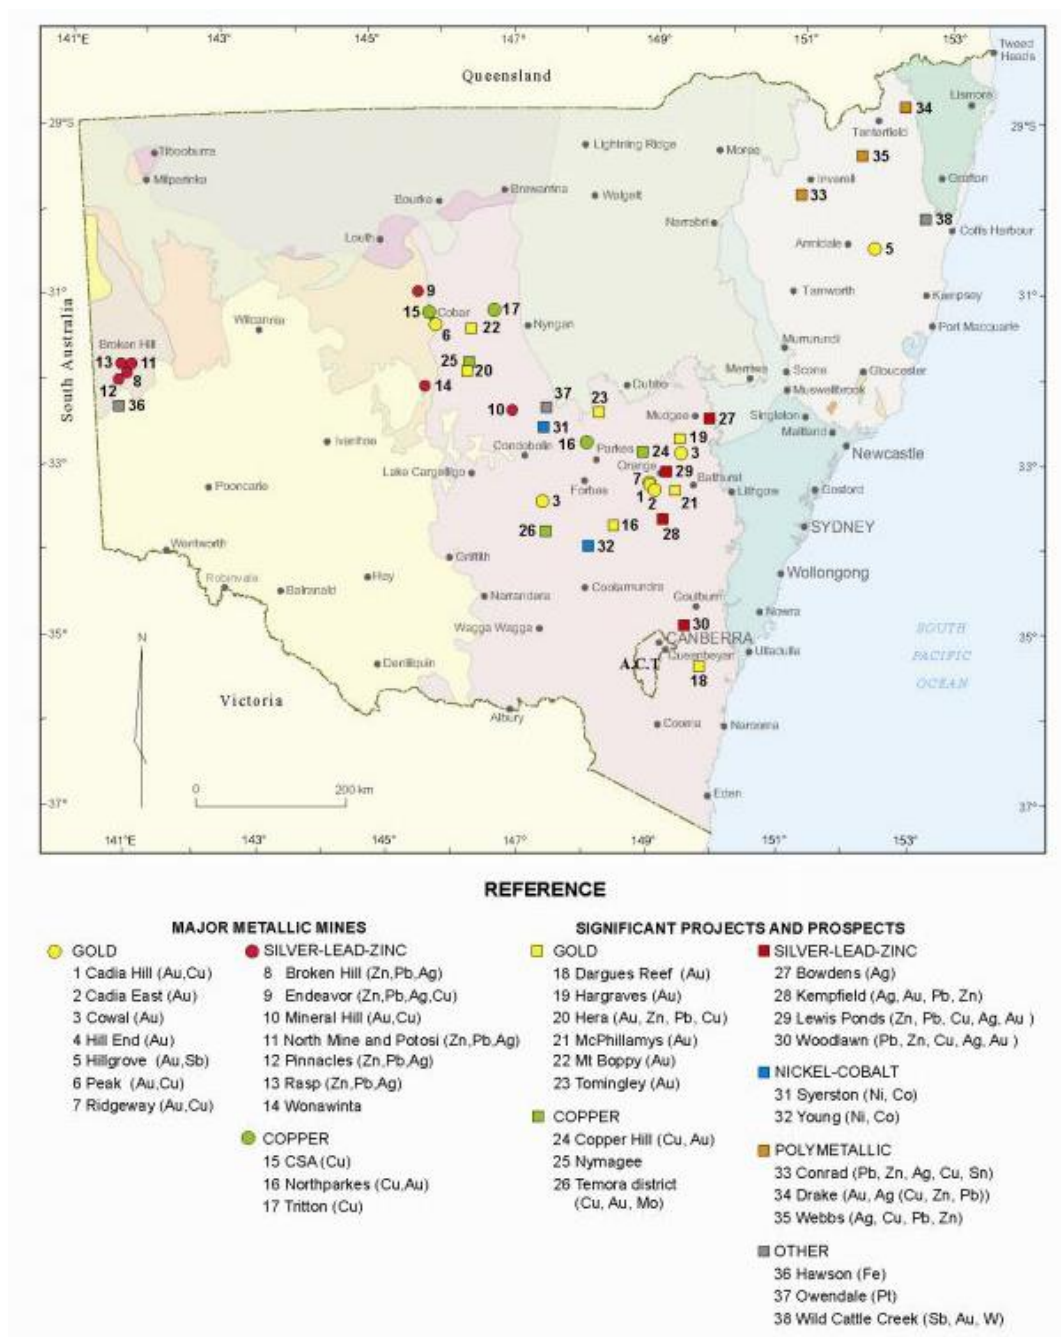 141°E 143° 145° 147° 149° 151° 153°
Tweed
Heads
Queensland
Lismore
34
29°S
29°S
Tenterfield
Tibooburra
Lightning Ridge
Moree
35
Milparinka
Inverell
Grafton
33
Brewarrina
Walgett
Bourke
38
Narrabri
Coffs Harbour
Louth
Armidale
5
31°
31°
9
Tamworth
Kempsey
15
Cobar
17
Wilcannia
6
22
Nyngan
Port Macquarie
Broken Hill
Murrurundi
13
11
25
Merriwa
Scone
Gloucester
8
20
12
14
Dubbo
Muswellbrook
36
37
23
10
Mudgee
27
Singleton
31
Maitland
Ivanhoe
16
19
Condobolin
Parkes
24
3
Newcastle
33°
33°
Lake Cargelligo
Orange
29
Pooncarie
7
Bathurst
Lithgow
Gosford
Forbes
3
1
2
21
26
16
28
SYDNEY
32
Wentworth
Griffith
Robinvale
Hay
Balranald
Cootamundra
Wollongong
Narrandera
Goulburn
Nowra
Wagga Wagga
30
CANBERRA
SOUTH
PACIFIC
OCEAN
35°
35°
N
Queanbeyan
Ulladulla
A.C.T
Deniliquin
18
Victoria
Albury
Cooma
Narooma
0 200 km
Eden
37°
37°
141°E 143° 145° 147° 149° 151° 153°
South Australia
REFERENCE
MAJOR METALLIC MINES
GOLD
1 Cadia Hill (Au,Cu)
2 Cadia East (Au)
3 Cowal (Au)
4 Hill End (Au)
5 Hillgrove (Au,Sb)
6 Peak (Au,Cu)
7 Ridgeway (Au,Cu)
SILVER-LEAD-ZINC
8 Broken Hill (Zn,Pb,Ag)
9 Endeavor (Zn,Pb,Ag,Cu)
10 Mineral Hill (Au,Cu)
11 North Mine and Potosi (Zn,Pb,Ag)
12 Pinnacles (Zn,Pb,Ag)
13 Rasp (Zn,Pb,Ag)
14 Wonawinta
COPPER
15 CSA (Cu)
16 Northparkes (Cu,Au)
17 Tritton (Cu)
SIGNIFICANT PROJECTS AND PROSPECTS
GOLD
18 Dargues Reef (Au)
19 Hargraves (Au)
20 Hera (Au, Zn, Pb, Cu)
21 McPhillamys (Au)
22 Mt Boppy (Au)
23 Tomingley (Au)
COPPER
24 Copper Hill (Cu, Au)
25 Nymagee
26 Temora district
(Cu, Au, Mo)
SILVER-LEAD-ZINC
27 Bowdens (Ag)
28 Kempfield (Ag, Au, Pb, Zn)
29 Lewis Ponds (Zn, Pb, Cu, Ag, Au )
30 Woodlawn (Pb, Zn, Cu, Ag, Au )
NICKEL-COBALT
31 Syerston (Ni, Co)
32 Young (Ni, Co)
POLYMETALLIC
33 Conrad (Pb, Zn, Ag, Cu, Sn)
34 Drake (Au, Ag (Cu, Zn, Pb))
35 Webbs (Ag, Cu, Pb, Zn)
OTHER
36 Hawson (Fe)
37 Owendale (Pt)
38 Wild Cattle Creek (Sb, Au, W)